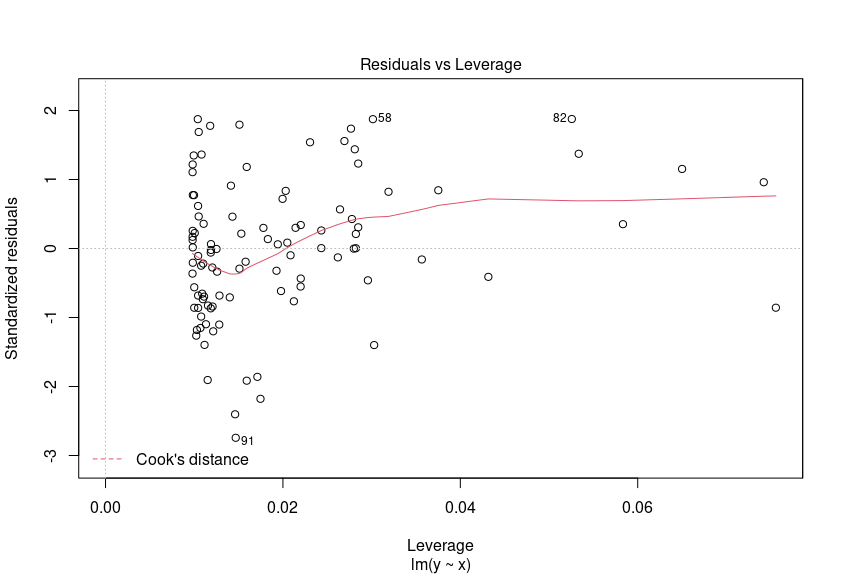 Residuals vs Leverage
Standardized residuals
2
1
0
-1
-2
-3
58
82
91
Cook's distance
0.00
0.02
0.04
0.06
Leverage
lm(y ~ x)